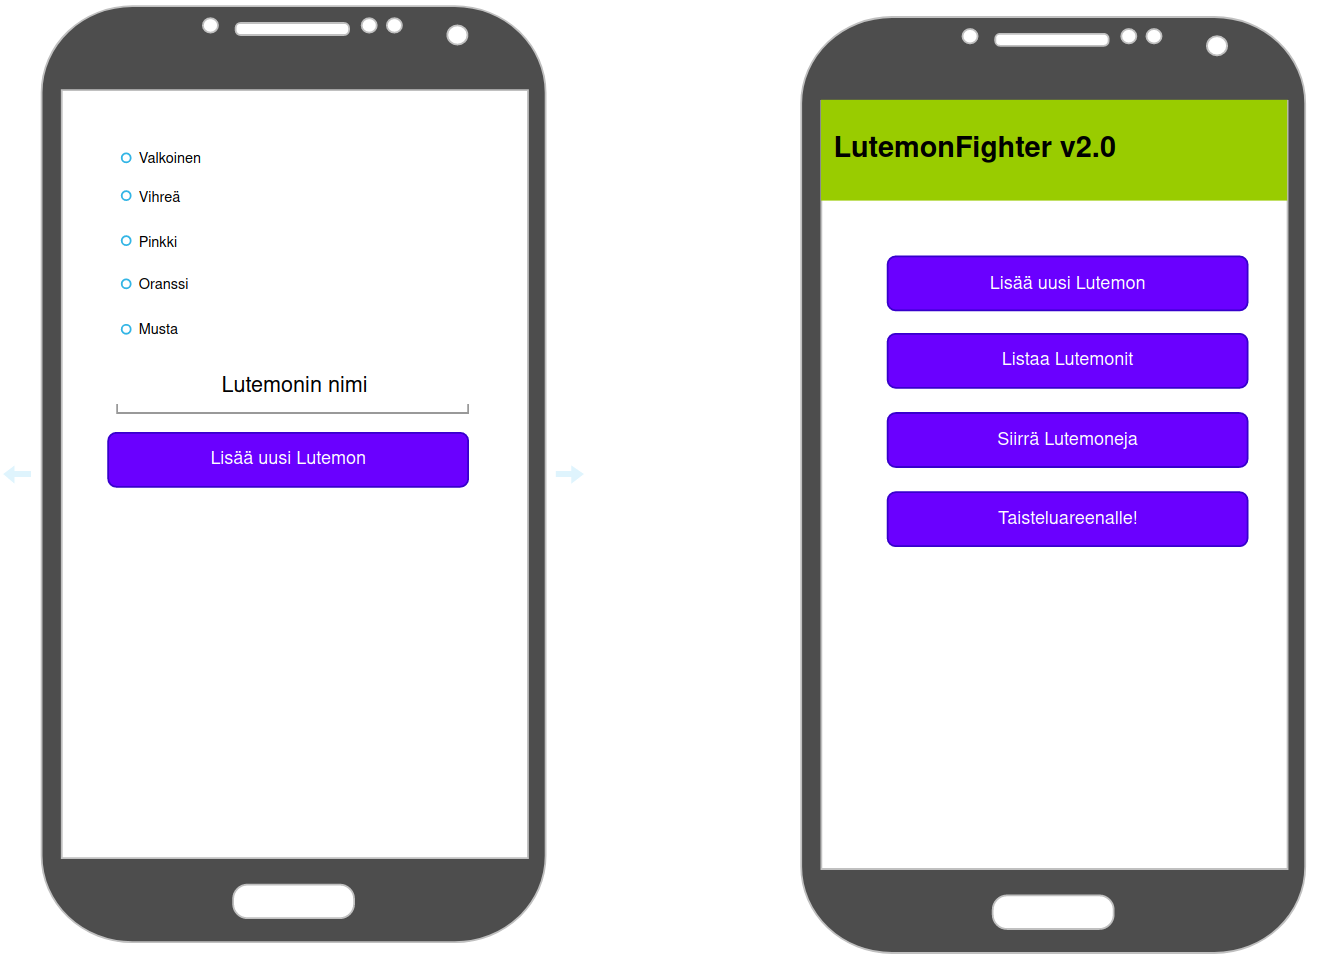 Valkoinen
Vihreä
Pinkki
Oranssi
Musta
Lutemonin nimi
Lisää uusi Lutemon
LutemonFighter v2.0
Lisää uusi Lutemon
Listaa Lutemonit
Siirrä Lutemoneja
Taisteluareenalle!